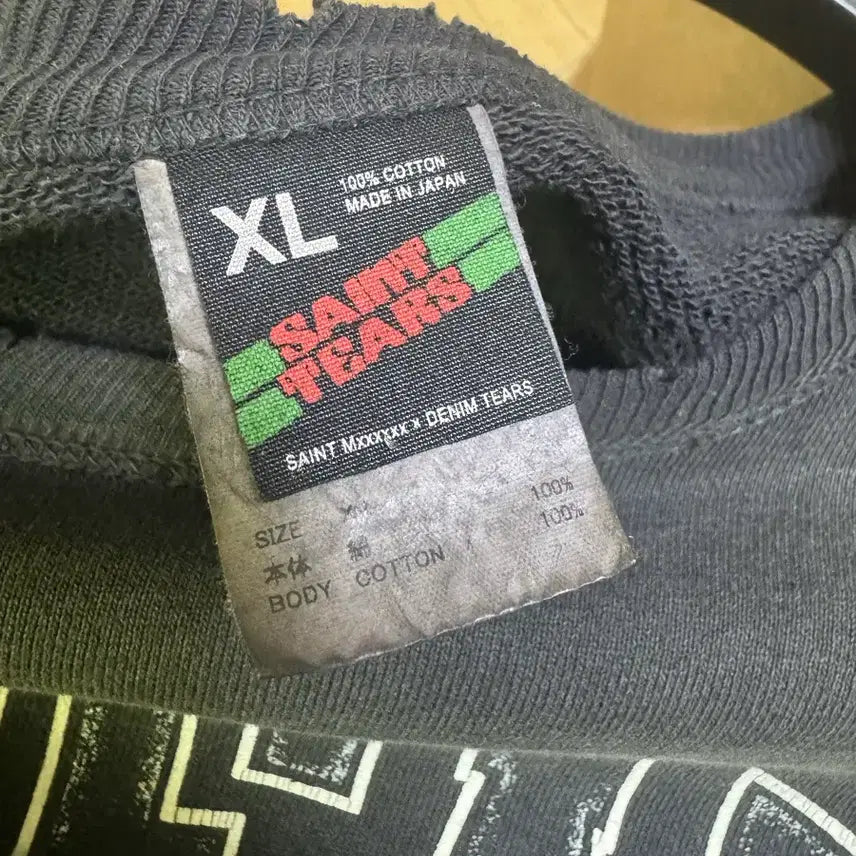 XL
100% COTTON
MADE IN JAPAN
SAINT
TEARS
SAINT Mxxxxxx × DENIM TEARS
SIZE XL
本体 綿 100%
BODY COTTON 100%